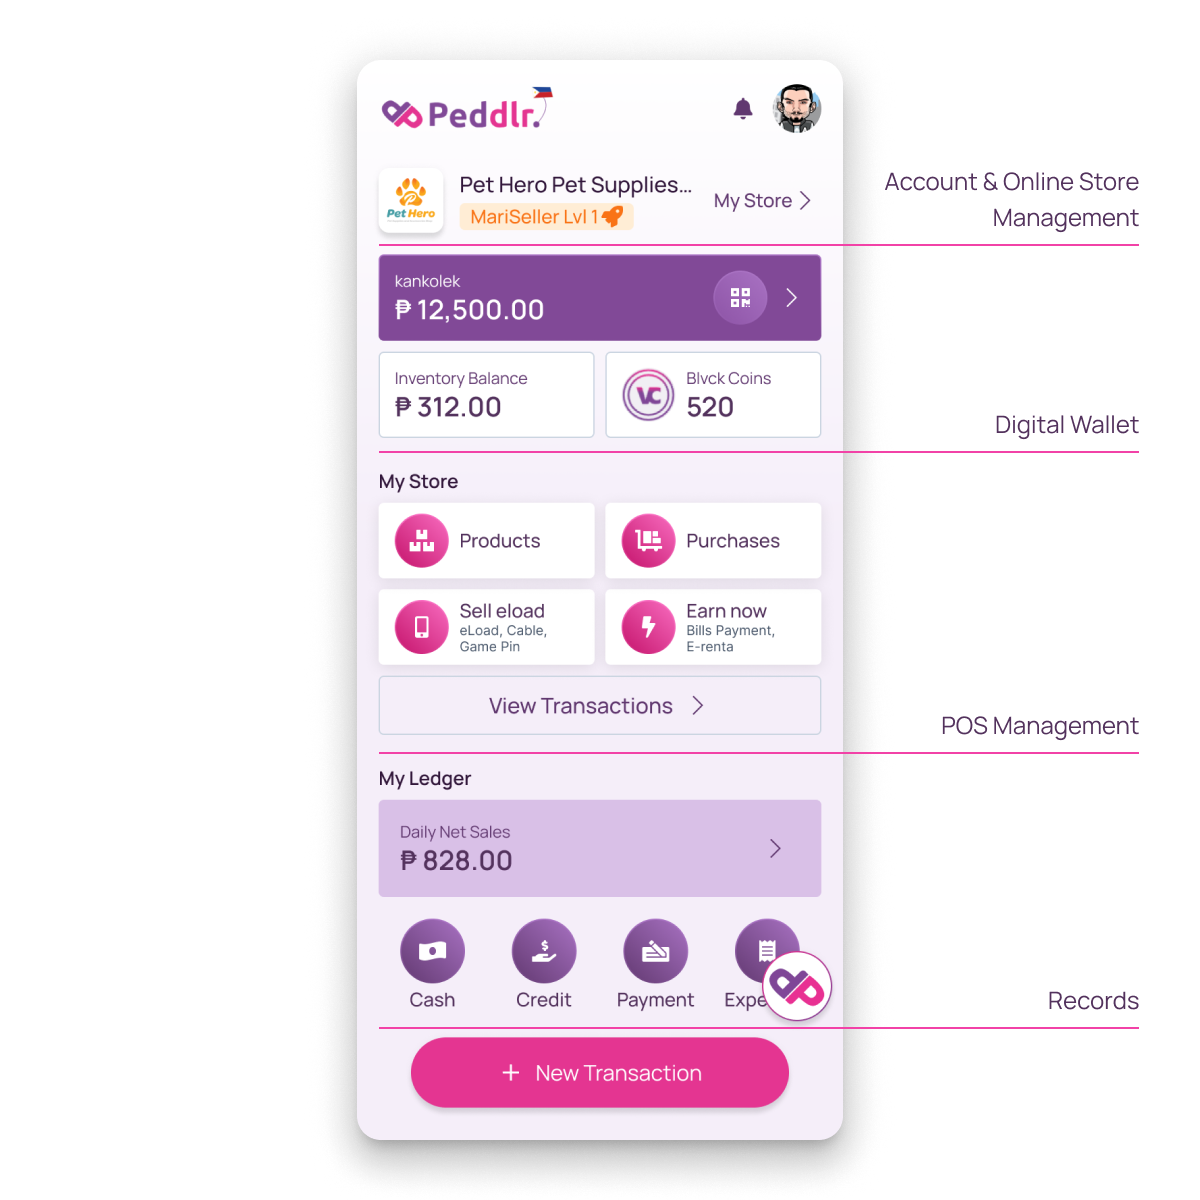 Peddlr.
Pet Hero
Pet Hero Pet Supplies...
MariSeller Lvl 1
My Store
Account & Online Store
Management
kankolek
₱ 12,500.00
Inventory Balance
₱ 312.00
VC
Blvck Coins
520
Digital Wallet
My Store
Products
Purchases
Sell eload
eLoad, Cable,
Game Pin
Earn now
Bills Payment,
E-renta
View Transactions
POS Management
My Ledger
Daily Net Sales
₱ 828.00
Cash
Credit
Payment
Expe
Records
+ New Transaction